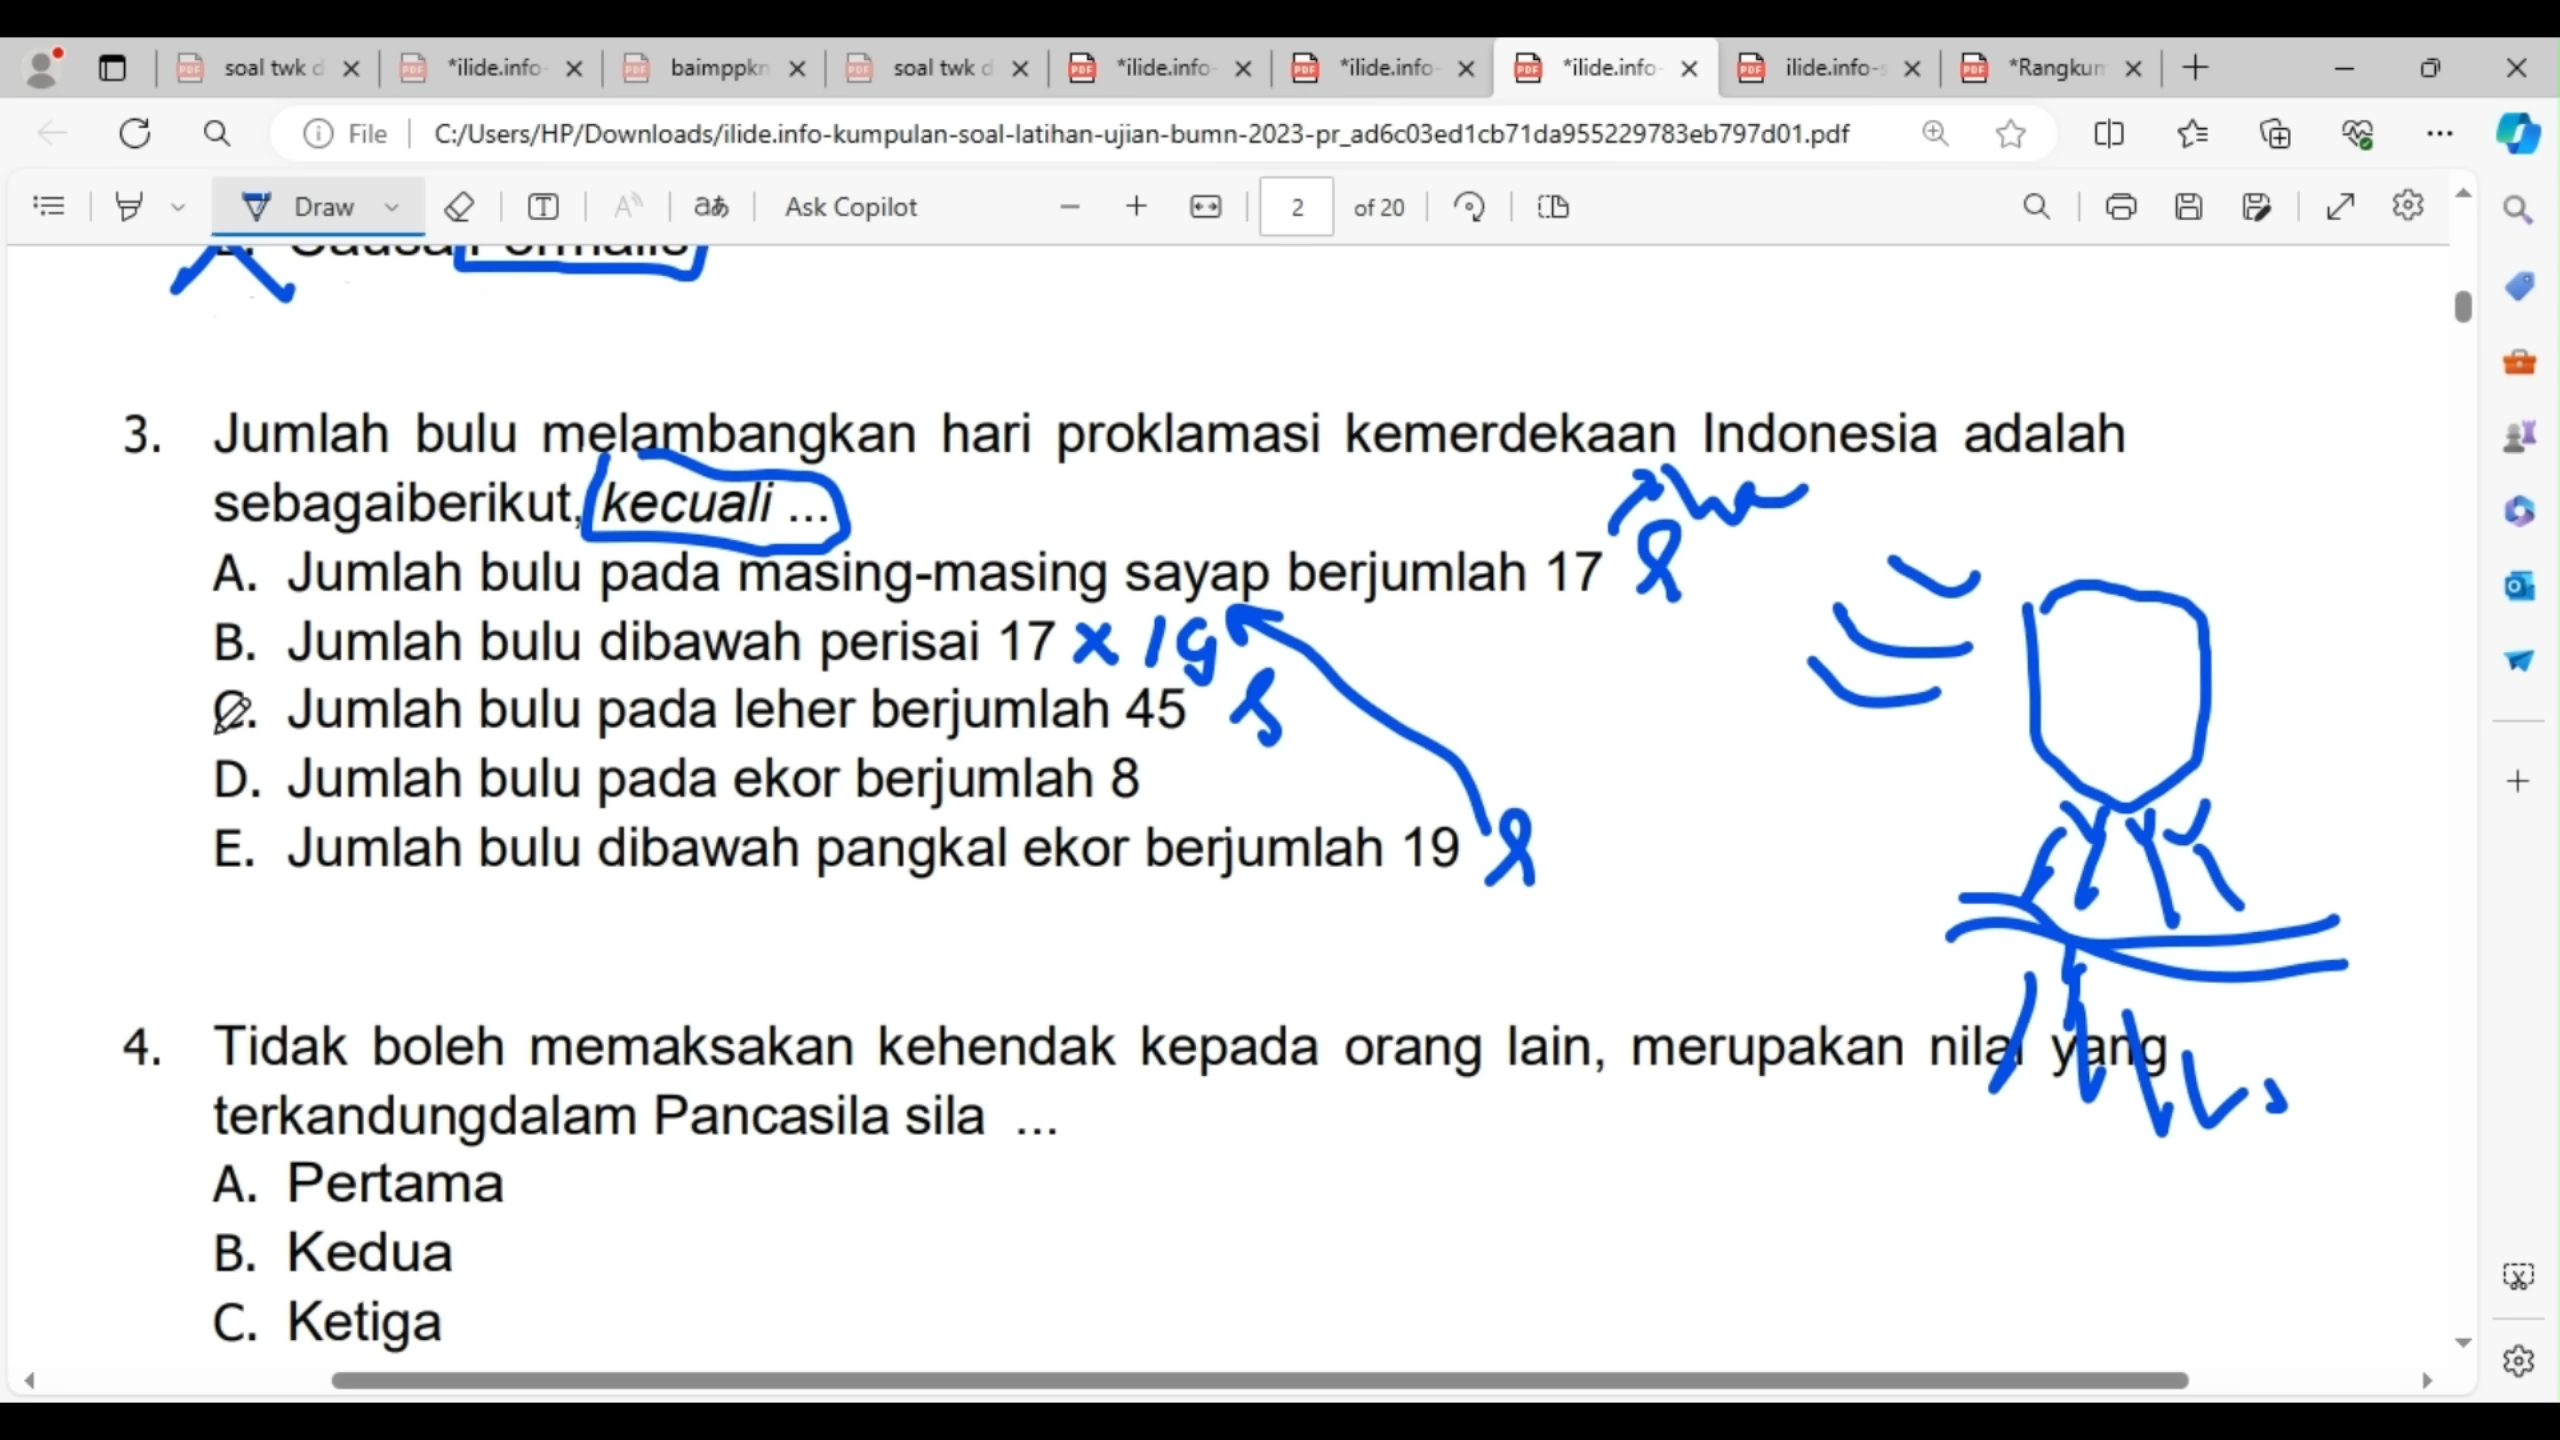 soal twk d
*ilide.info-
baimppkn
soal twk d
*ilide.info-
*ilide.info-
*ilide.info-
ilide.info-s
*Rangkum
File
C:/Users/HP/Downloads/ilide.info-kumpulan-soal-latihan-ujian-bumn-2023-pr_ad6c03ed1cb71da955229783eb797d01.pdf
Draw
Ask Copilot
2
of 20
Causa Formalis
3. Jumlah bulu melambangkan hari proklamasi kemerdekaan Indonesia adalah
sebagaiberikut, kecuali ...
A. Jumlah bulu pada masing-masing sayap berjumlah 17
B. Jumlah bulu dibawah perisai 17 x 19
C. Jumlah bulu pada leher berjumlah 45
D. Jumlah bulu pada ekor berjumlah 8
E. Jumlah bulu dibawah pangkal ekor berjumlah 19
4. Tidak boleh memaksakan kehendak kepada orang lain, merupakan nilai yang
terkandungdalam Pancasila sila ...
A. Pertama
B. Kedua
C. Ketiga